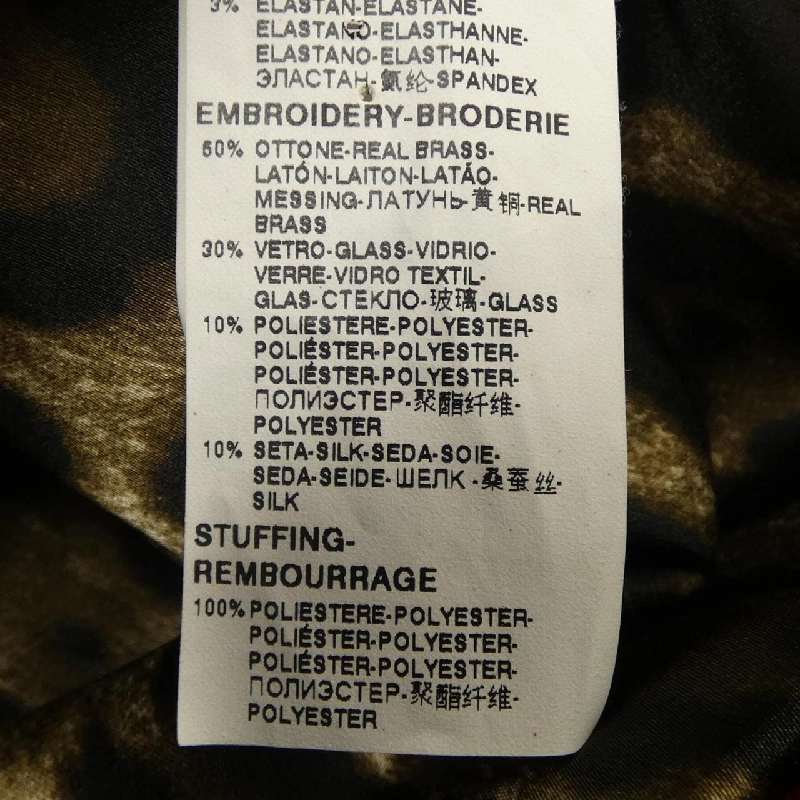 3% ELASTAN-ELASTANE-
ELASTANO-ELASTHANNE-
ELASTANO-ELASTHAN-
ЭЛАСТАН-氨纶-SPANDEX
EMBROIDERY-BRODERIE
50% OTTONE-REAL BRASS-
LATÓN-LAITON-LATÃO-
MESSING-ЛАТУНЬ-黄铜-REAL
BRASS
30% VETRO-GLASS-VIDRIO-
VERRE-VIDRO TEXTIL-
GLAS-СТЕКЛО-玻璃-GLASS
10% POLIESTERE-POLYESTER-
POLIÉSTER-POLYESTER-
POLIÉSTER-POLYESTER-
ПОЛИЭСТЕР-聚酯纤维-
POLYESTER
10% SETA-SILK-SEDA-SOIE-
SEDA-SEIDE-ШЕЛК -桑蚕丝-
SILK
STUFFING-
REMBOURRAGE
100% POLIESTERE-POLYESTER-
POLIÉSTER-POLYESTER-
POLIÉSTER-POLYESTER-
ПОЛИЭСТЕР-聚酯纤维-
POLYESTER